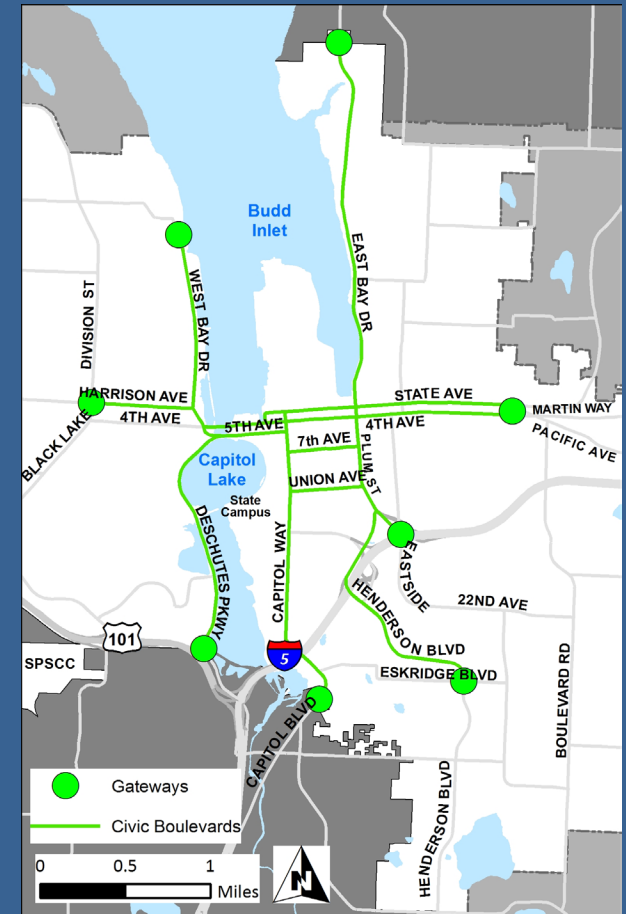 Budd
Inlet
EAST BAY DR
WEST BAY DR
DIVISION ST
HARRISON AVE
4TH AVE
BLACK LAKE
STATE AVE
MARTIN WAY
5TH AVE
4TH AVE
PACIFIC AVE
7th AVE
PLUM ST
Capitol
Lake
UNION AVE
State
Campus
DESCHUTES PKWY
CAPITOL WAY
EASTSIDE
HENDERSON BLVD
22ND AVE
101
5
SPSCC
ESKRIDGE BLVD
BOULEVARD RD
CAPITOL BLVD
HENDERSON BLVD
Gateways
Civic Boulevards
0 0.5 1
Miles
N